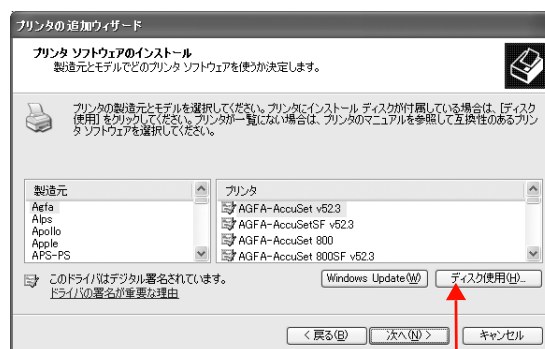 プリンタの追加ウィザード
プリンタ ソフトウェアのインストール
製造元とモデルでどのプリンタ ソフトウェアを使うか決定します。
プリンタの製造元とモデルを選択してください。プリンタにインストール ディスクが付属している場合は、[ディスク
使用] をクリックしてください。プリンタが一覧にない場合は、プリンタのマニュアルを参照して互換性のあるプリン
タ ソフトウェアを選択してください。
製造元
Agfa
Alps
Apollo
Apple
APS-PS
プリンタ
AGFA-AccuSet v52.3
AGFA-AccuSetSF v52.3
AGFA-AccuSet 800
AGFA-AccuSet 800SF v52.3
このドライバはデジタル署名されています。
ドライバの署名が重要な理由
Windows Update(W)
ディスク使用(H)...
< 戻る(B)
次へ(N) >
キャンセル